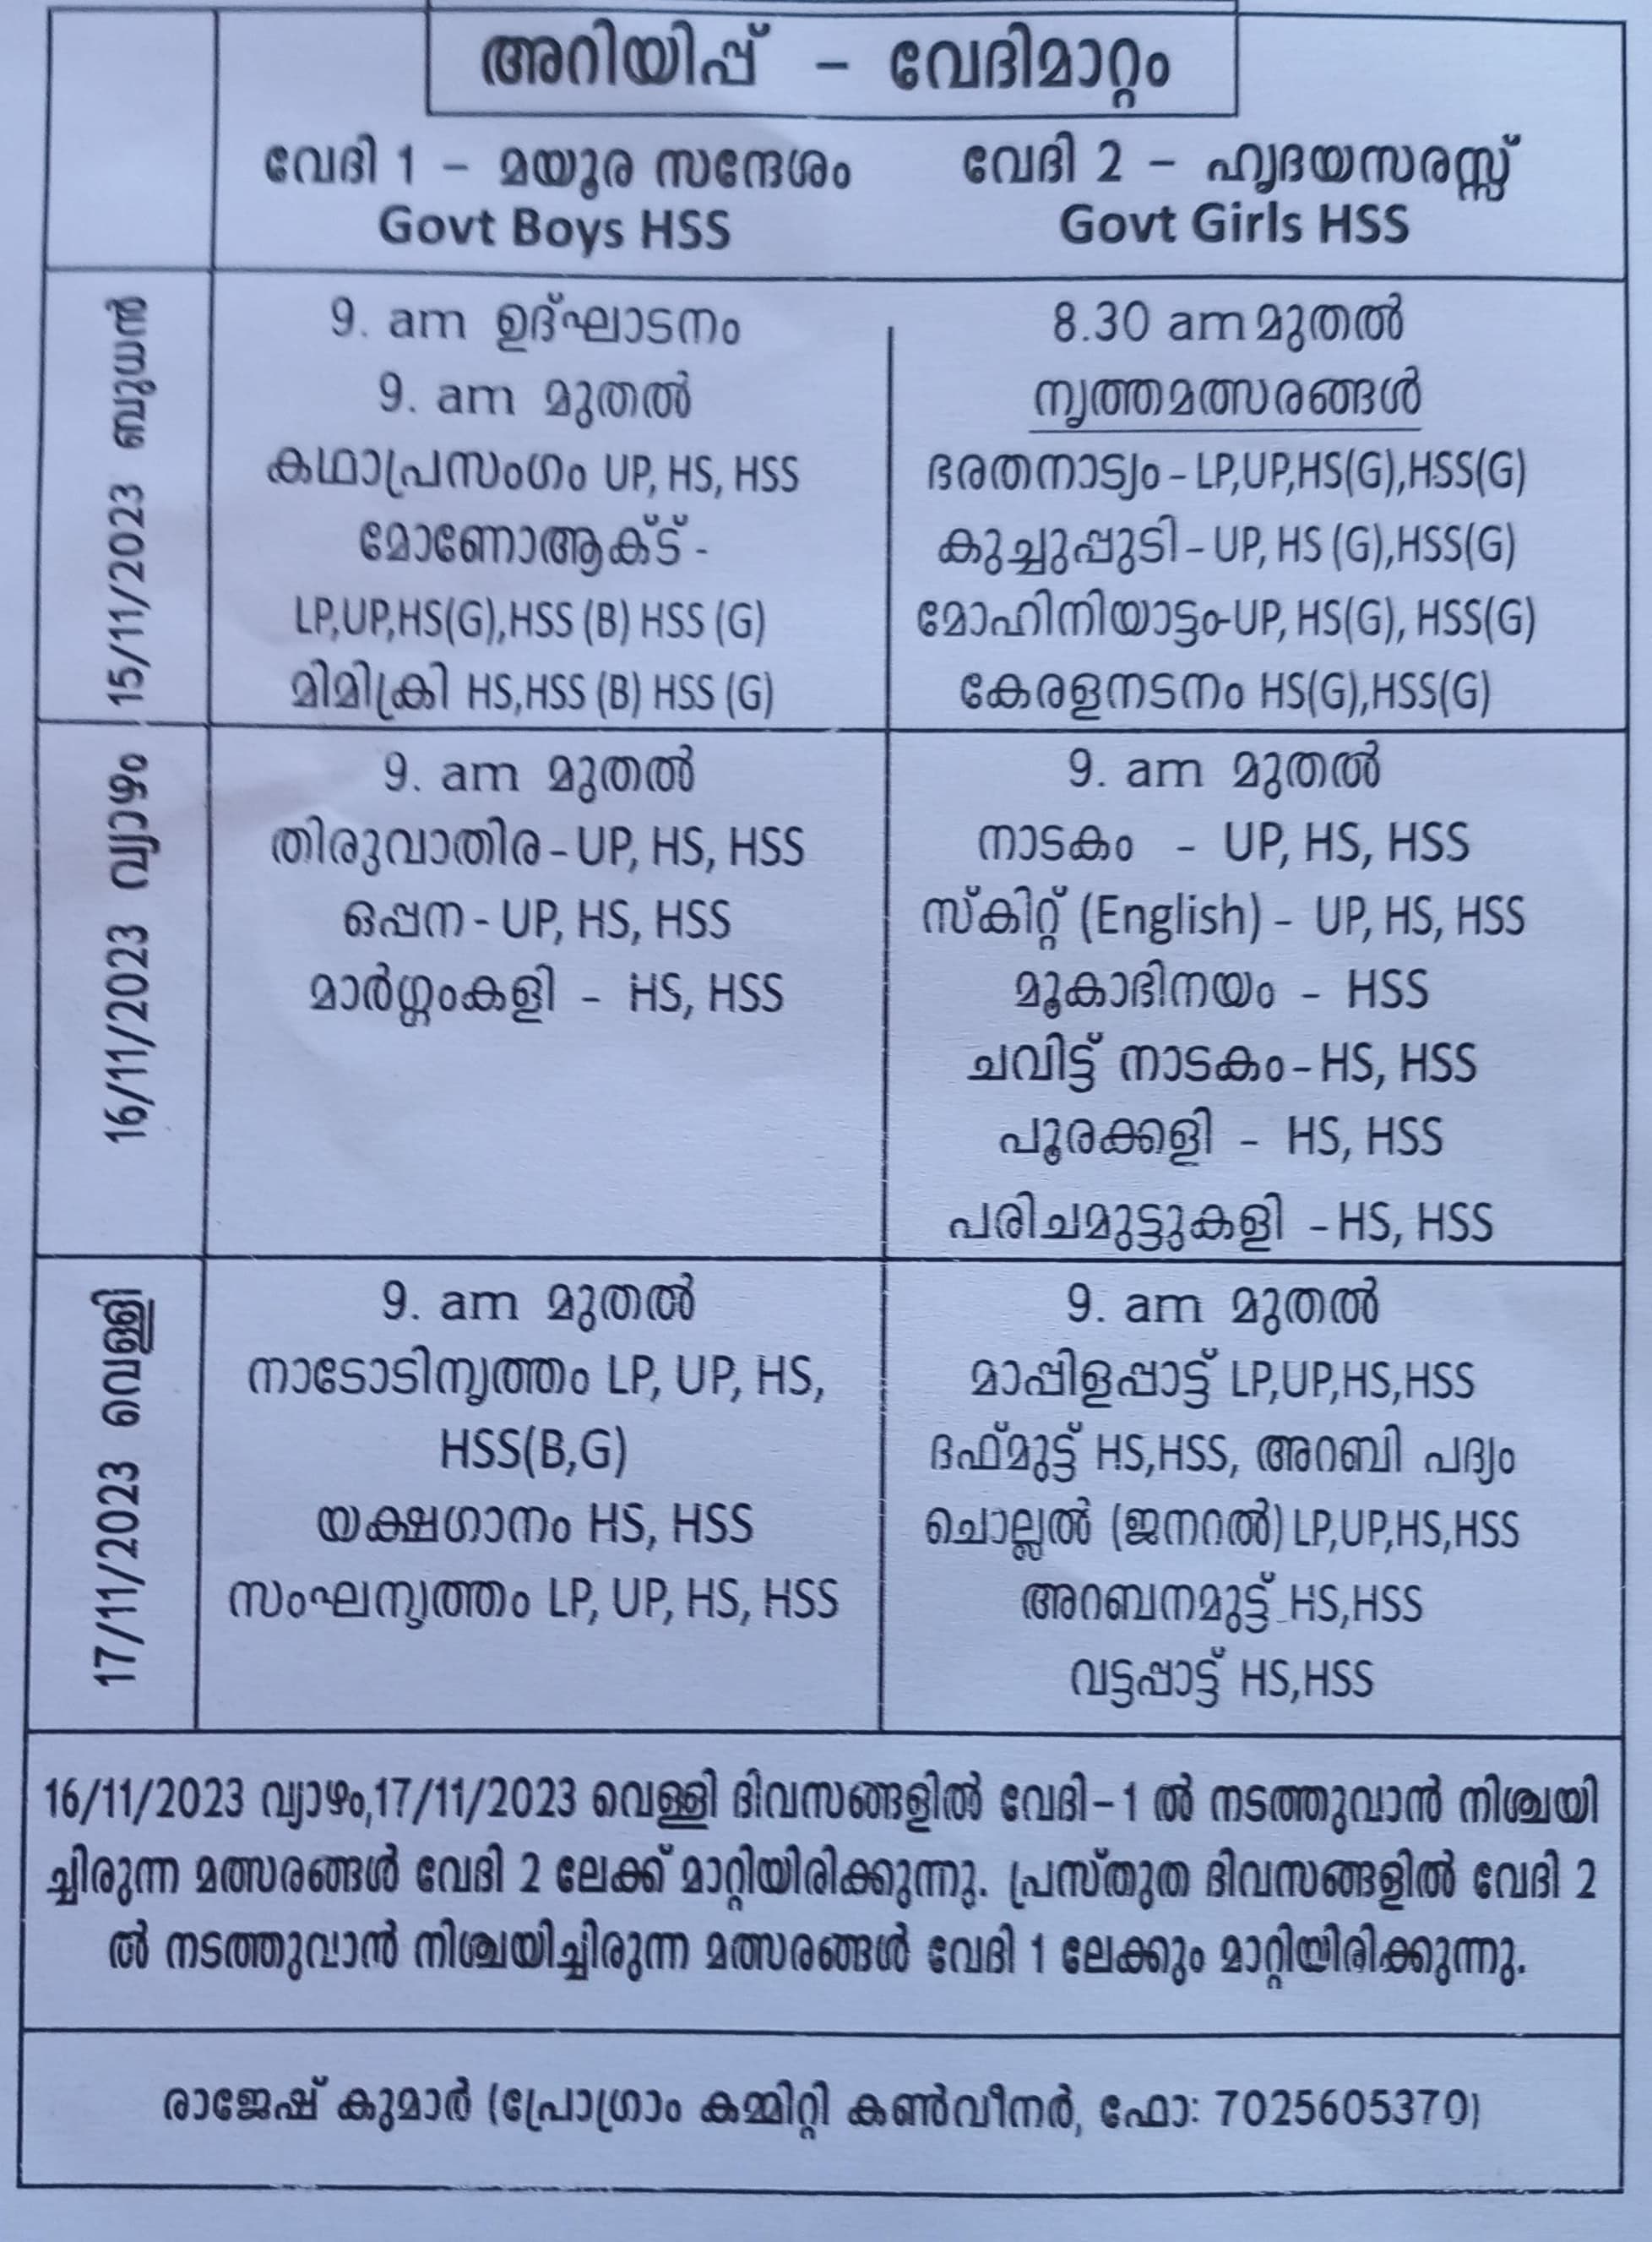 അറിയിപ്പ് – വേദിമാറ്റം
വേദി 1 – മയൂര സന്ദേശം
Govt Boys HSS
വേദി 2 – ഹൃദയസരസ്സ്
Govt Girls HSS
15/11/2023 ബുധൻ
9. am ഉദ്ഘാടനം
9. am മുതൽ
കഥാപ്രസംഗം UP, HS, HSS
മോണോആക്ട് -
LP,UP,HS(G),HSS (B) HSS (G)
മിമിക്രി HS,HSS (B) HSS (G)
8.30 am മുതൽ
നൃത്തമത്സരങ്ങൾ
ഭരതനാട്യം – LP,UP,HS(G),HSS(G)
കുച്ചുപ്പുടി – UP, HS (G),HSS(G)
മോഹിനിയാട്ടം-UP, HS(G), HSS(G)
കേരളനടനം HS(G),HSS(G)
16/11/2023 വ്യാഴം
9. am മുതൽ
തിരുവാതിര – UP, HS, HSS
ഒപ്പന - UP, HS, HSS
മാർഗ്ഗംകളി – HS, HSS
9. am മുതൽ
നാടകം - UP, HS, HSS
സ്കിറ്റ് (English) – UP, HS, HSS
മൂകാഭിനയം – HSS
ചവിട്ട് നാടകം – HS, HSS
പൂരക്കളി – HS, HSS
പരിചമുട്ടുകളി – HS, HSS
17/11/2023 വെള്ളി
9. am മുതൽ
നാടോടിനൃത്തം LP, UP, HS,
HSS(B,G)
യക്ഷഗാനം HS, HSS
സംഘനൃത്തം LP, UP, HS, HSS
9. am മുതൽ
മാപ്പിളപ്പാട്ട് LP,UP,HS,HSS
ദഫ്മുട്ട് HS,HSS, അറബി പദ്യം
ചൊല്ലൽ (ജനറൽ) LP,UP,HS,HSS
അറബനമുട്ട് HS,HSS
വട്ടപ്പാട്ട് HS,HSS
16/11/2023 വ്യാഴം,17/11/2023 വെള്ളി ദിവസങ്ങളിൽ വേദി – 1 ൽ നടത്തുവാൻ നിശ്ചയി
ച്ചിരുന്ന മത്സരങ്ങൾ വേദി 2 ലേക്ക് മാറ്റിയിരിക്കുന്നു. പ്രസ്തുത ദിവസങ്ങളിൽ വേദി 2
ൽ നടത്തുവാൻ നിശ്ചയിച്ചിരുന്ന മത്സരങ്ങൾ വേദി 1 ലേക്കും മാറ്റിയിരിക്കുന്നു.
രാജേഷ് കുമാർ (പ്രോഗ്രാം കമ്മിറ്റി കൺവീനർ, ഫോ: 7025605370)